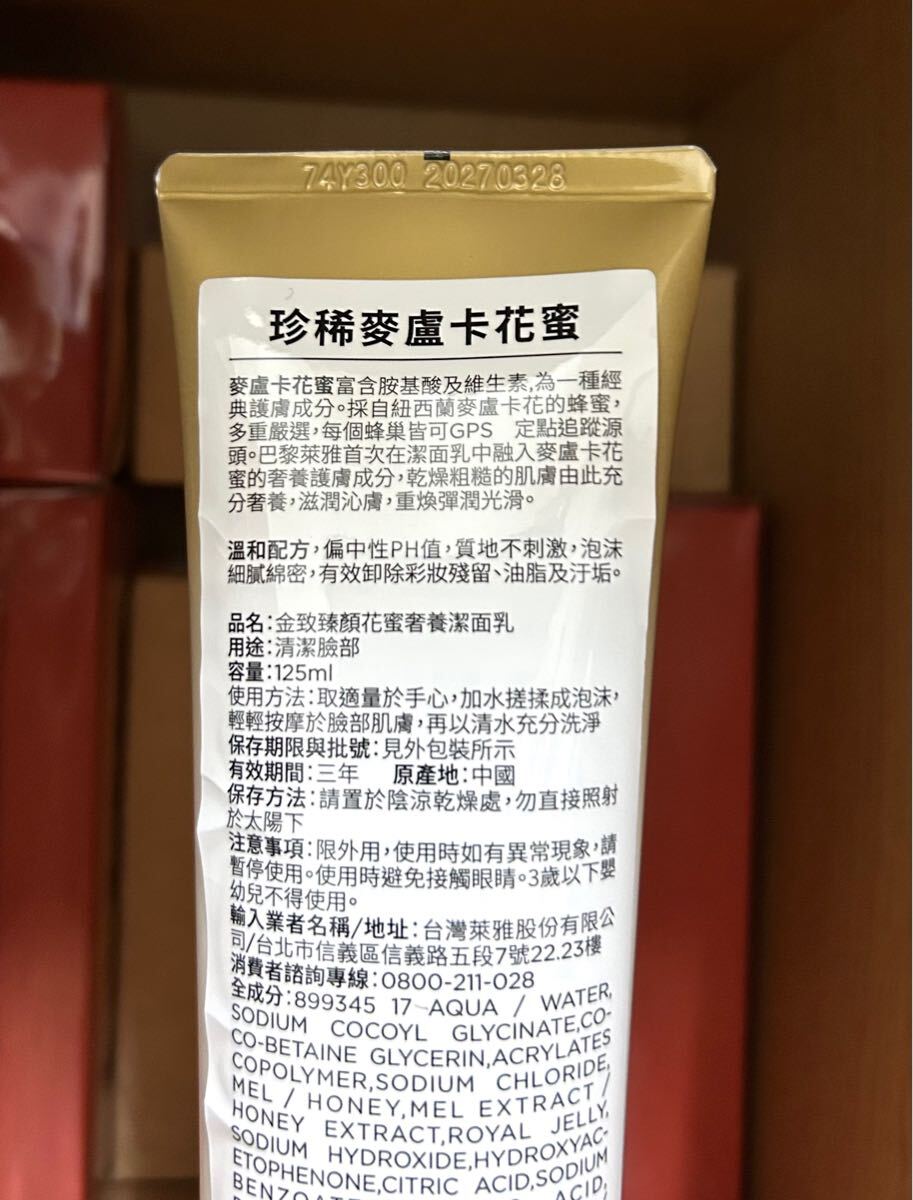 74Y300 20270328
珍稀麥盧卡花蜜
麥盧卡花蜜富含胺基酸及維生素,為一種經
典護膚成分。採自紐西蘭麥盧卡花的蜂蜜,
多重嚴選,每個蜂巢皆可GPS 定點追蹤源
頭。巴黎萊雅首次在潔面乳中融入麥盧卡花
蜜的奢養護膚成分,乾燥粗糙的肌膚由此充
分奢養,滋潤沁膚,重煥彈潤光滑。
溫和配方,偏中性PH值,質地不刺激,泡沫
細膩綿密,有效卸除彩妝殘留、油脂及汙垢。
品名:金致臻顏花蜜奢養潔面乳
用途:清潔臉部
容量:125ml
使用方法:取適量於手心,加水搓揉成泡沫,
輕輕按摩於臉部肌膚,再以清水充分洗淨
保存期限與批號:見外包裝所示
有效期間:三年 原產地:中國
保存方法:請置於陰涼乾燥處,勿直接照射
於太陽下
注意事項:限外用,使用時如有異常現象,請
暫停使用。使用時避免接觸眼睛。3歲以下嬰
幼兒不得使用。
輸入業者名稱/地址:台灣萊雅股份有限公
司/台北市信義區信義路五段7號22.23樓
消費者諮詢專線:0800-211-028
全成分:899345 17-AQUA / WATER,
SODIUM COCOYL GLYCINATE,CO-
CO-BETAINE GLYCERIN,ACRYLATES
COPOLYMER,SODIUM CHLORIDE,
MEL / HONEY,MEL EXTRACT /
HONEY EXTRACT,ROYAL JELLY,
SODIUM HYDROXIDE,HYDROXYAC-
ETOPHENONE,CITRIC ACID,SODIUM
ACID,